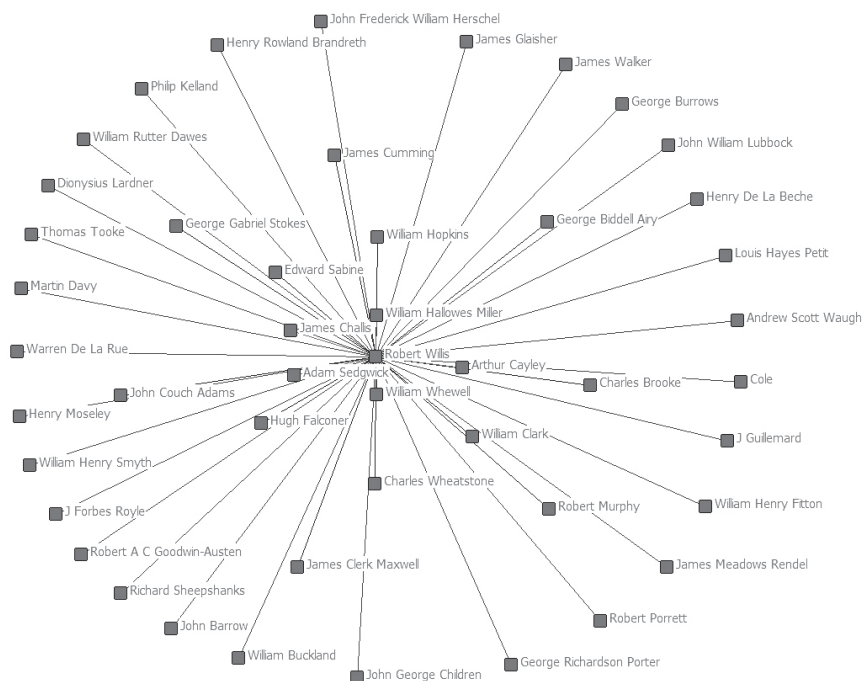 John Frederick William Herschel
Henry Rowland Brandreth
James Glaisher
James Walker
Philip Kelland
George Burrows
William Rutter Dawes
John William Lubbock
James Cumming
Dionysius Lardner
Henry De La Beche
George Gabriel Stokes
George Biddell Airy
Thomas Tooke
William Hopkins
Louis Hayes Petit
Edward Sabine
Martin Davy
William Hallowes Miller
Andrew Scott Waugh
James Challs
Warren De La Rue
Robert Willis
Arthur Cayley
Adam Sedgwick
Cole
Charles Brooke
John Couch Adams
William Whewell
Henry Moseley
Hugh Falconer
William Clark
J Guillemard
William Henry Smyth
Charles Wheatstone
William Henry Fitton
Robert Murphy
J Forbes Royle
Robert A C Goodwin-Austen
James Clerk Maxwell
James Meadows Rendel
Richard Sheepshanks
Robert Porrett
John Barrow
William Buckland
George Richardson Porter
John George Children